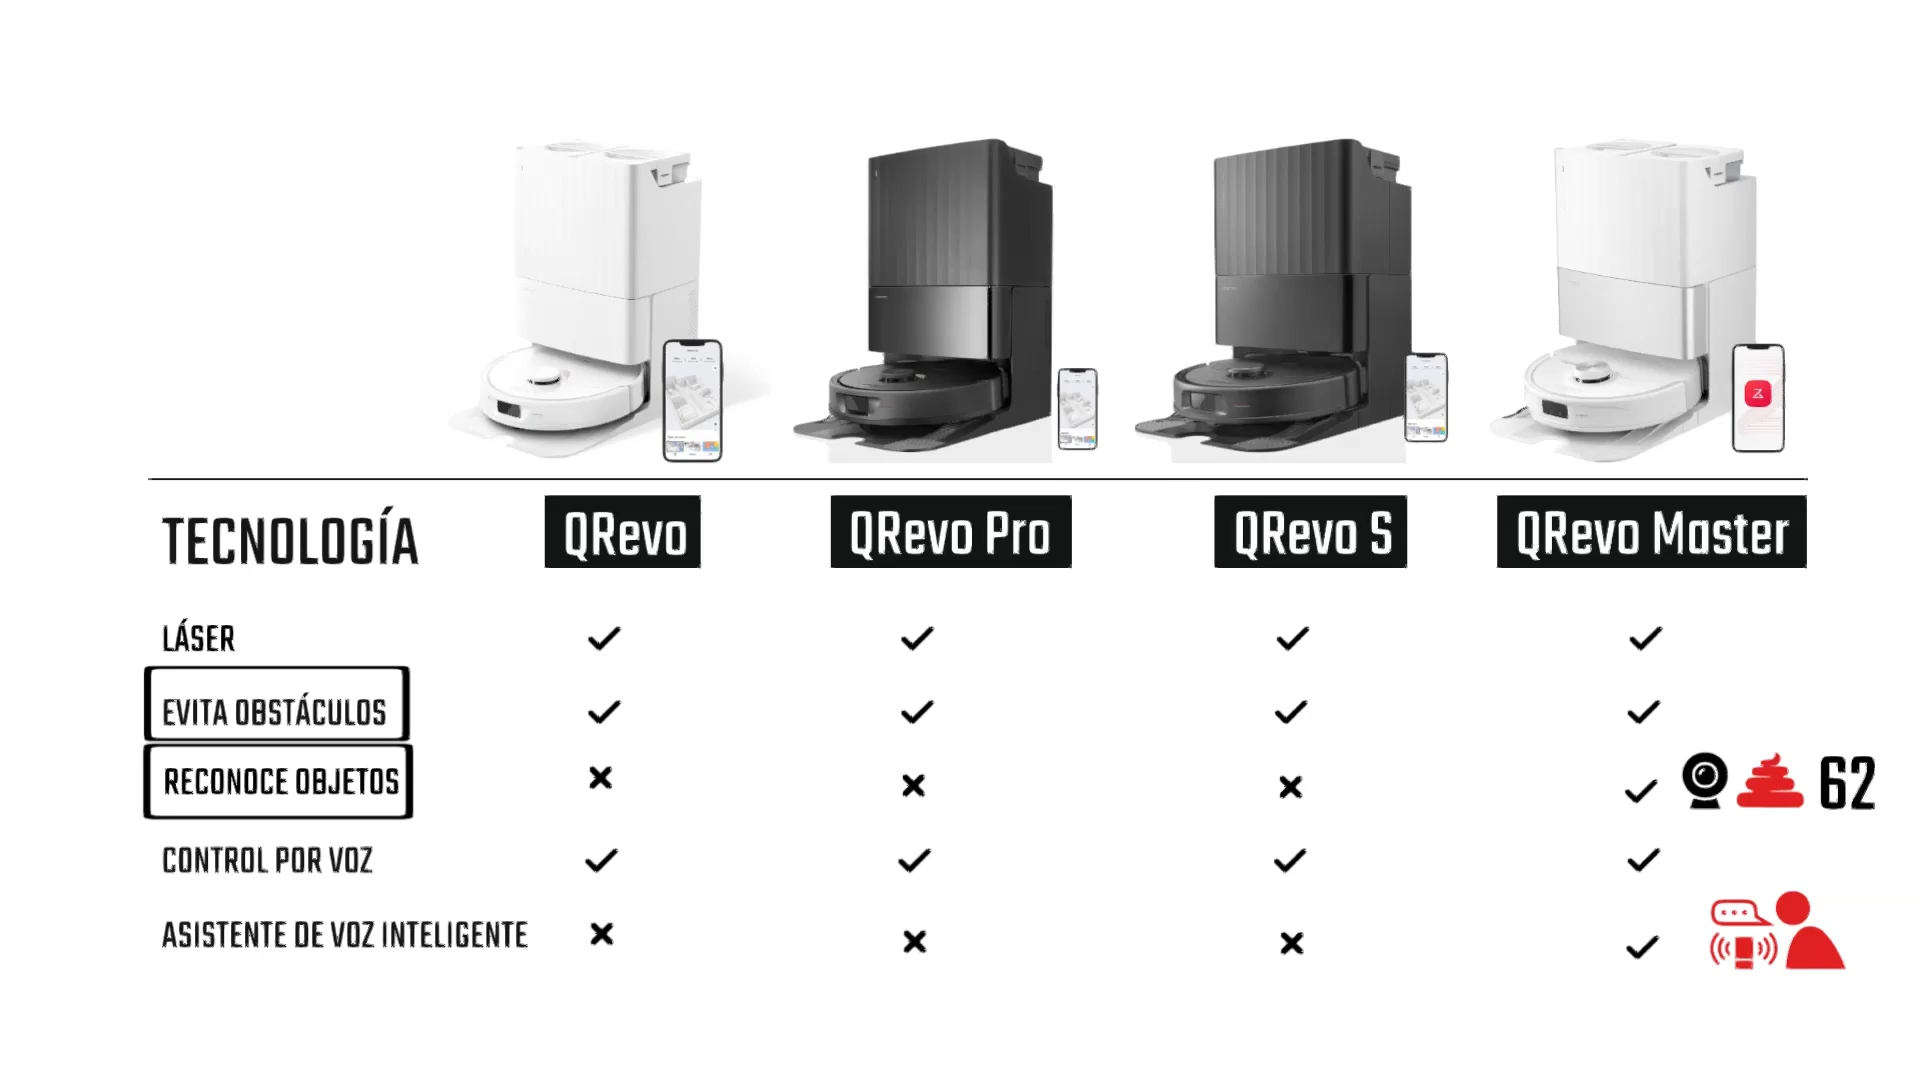 TECNOLOGÍA QRevo QRevo Pro QRevo S QRevo Master
LÁSER
EVITA OBSTÁCULOS
RECONOCE OBJETOS 62
CONTROL POR VOZ
ASISTENTE DE VOZ INTELIGENTE